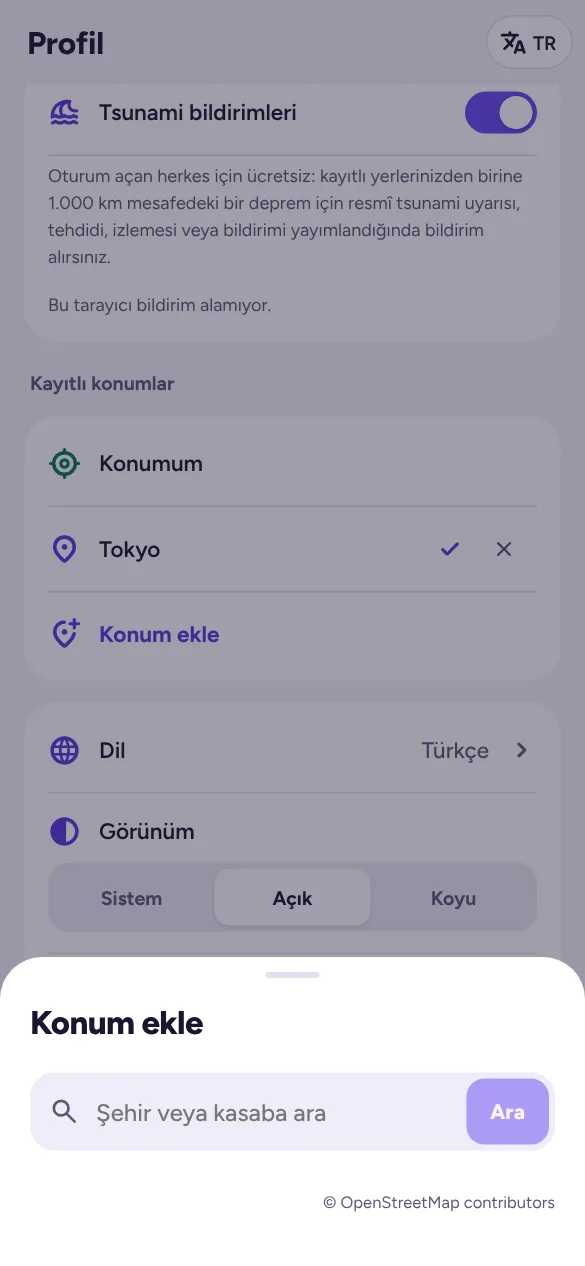 Profil
TR
Tsunami bildirimleri
Oturum açan herkes için ücretsiz: kayıtlı yerlerinizden birine
1.000 km mesafedeki bir deprem için resmî tsunami uyarısı,
tehdidi, izlemesi veya bildirimi yayımlandığında bildirim
alırsınız.
Bu tarayıcı bildirim alamıyor.
Kayıtlı konumlar
Konumum
Tokyo
Konum ekle
Dil
Türkçe
Görünüm
Sistem
Açık
Koyu
Konum ekle
Şehir veya kasaba ara
Ara
© OpenStreetMap contributors